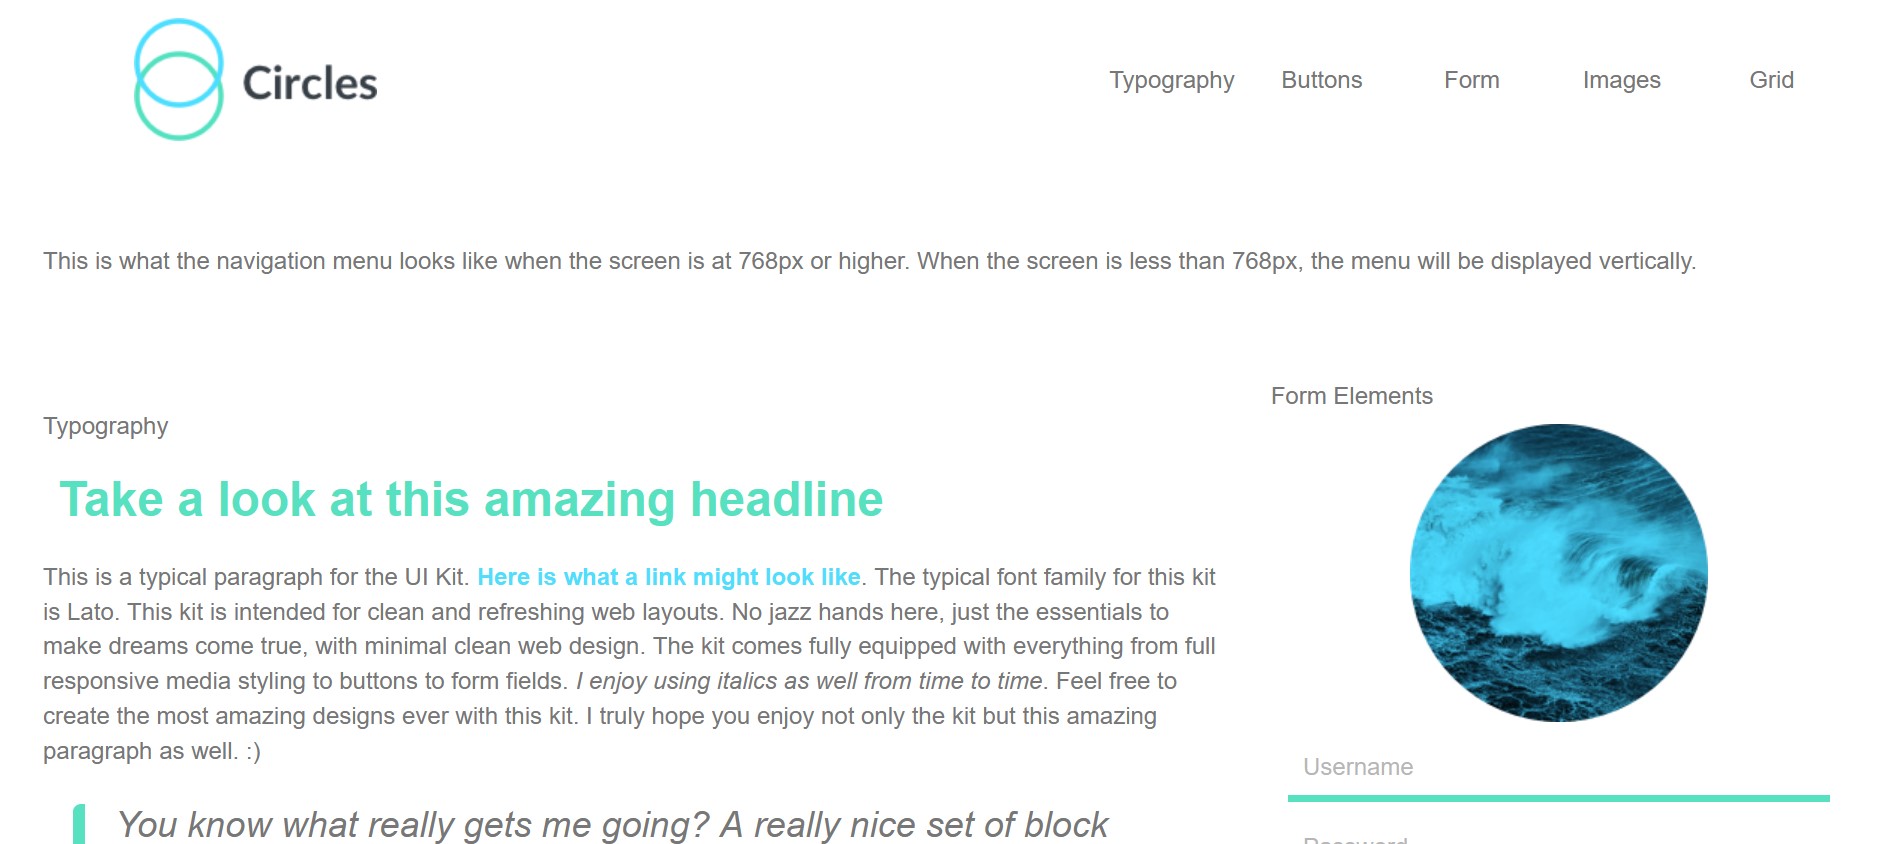 Circles
Typography Buttons Form Images Grid
This is what the navigation menu looks like when the screen is at 768px or higher. When the screen is less than 768px, the menu will be displayed vertically.
Typography
Take a look at this amazing headline
This is a typical paragraph for the UI Kit. Here is what a link might look like. The typical font family for this kit
is Lato. This kit is intended for clean and refreshing web layouts. No jazz hands here, just the essentials to
make dreams come true, with minimal clean web design. The kit comes fully equipped with everything from full
responsive media styling to buttons to form fields. I enjoy using italics as well from time to time. Feel free to
create the most amazing designs ever with this kit. I truly hope you enjoy not only the kit but this amazing
paragraph as well. :)
You know what really gets me going? A really nice set of block
Form Elements
Username
Password